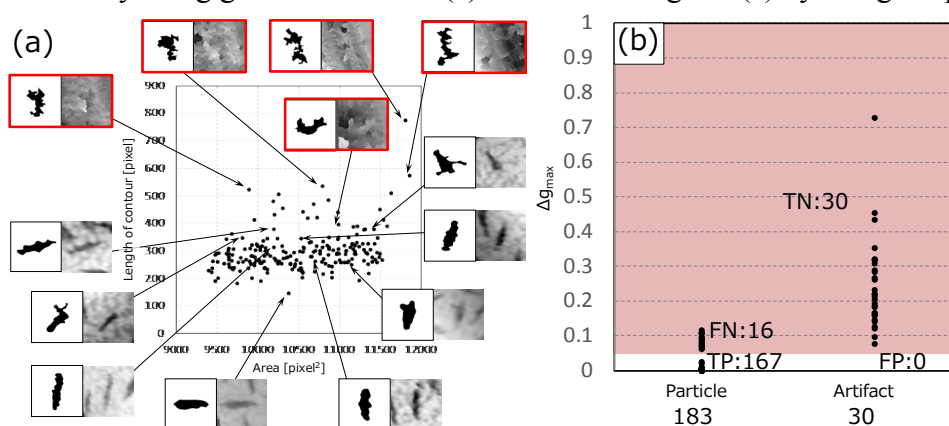 (a)
900
800
700
600
500
400
300
200
100
0
Length of contour [pixel]
9000 9500 10000 10500 11000 11500 12000
Area [pixel²]
(b)
1
0.9
0.8
0.7
0.6
0.5
0.4
0.3
0.2
0.1
0
Δgmax
TN:30
FN:16
TP:167
FP:0
Particle Artifact
183 30